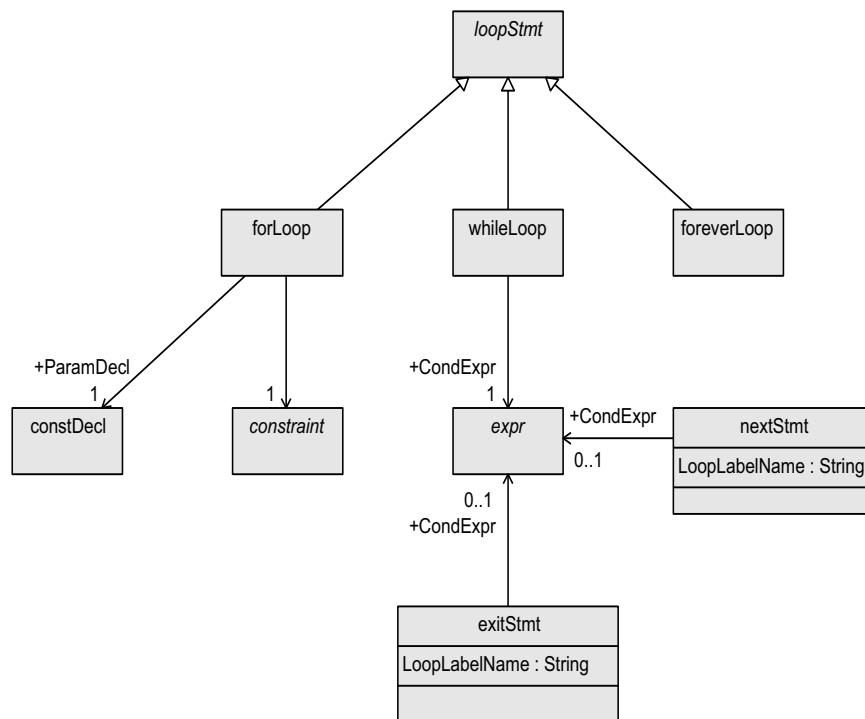 loopStmt
forLoop
whileLoop
foreverLoop
+ParamDecl
1
1
+CondExpr
1
constDecl
constraint
expr
+CondExpr
0..1
nextStmt
LoopLabelName : String
0..1
+CondExpr
exitStmt
LoopLabelName : String